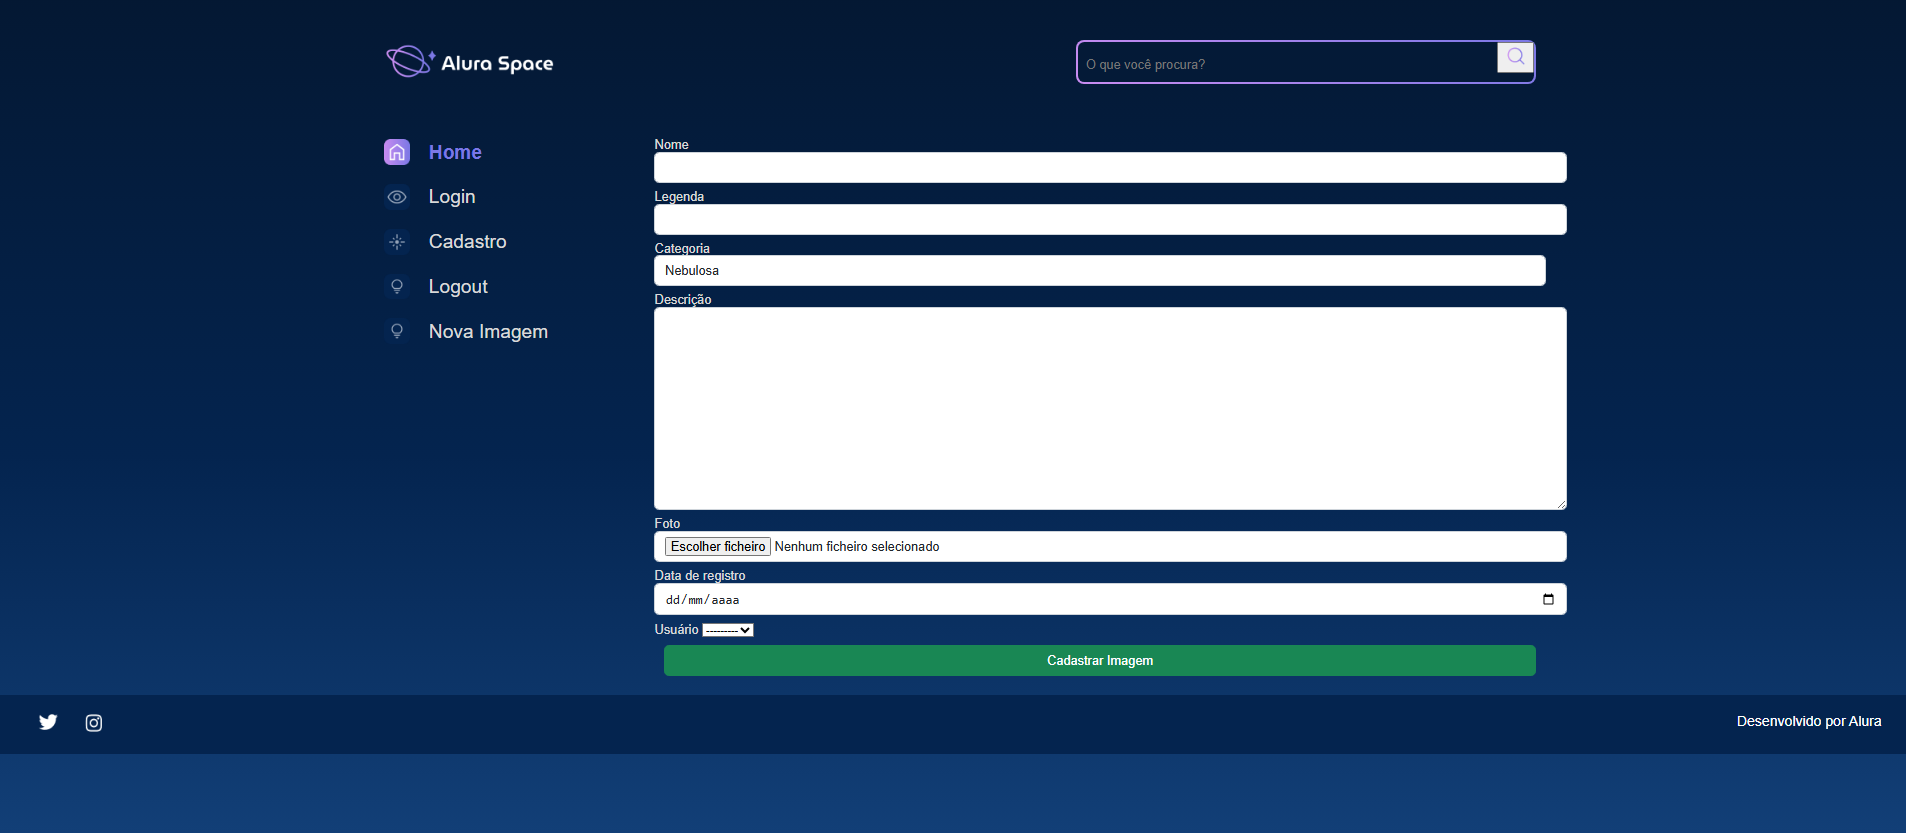 Alura Space
O que você procura?
Home
Login
Cadastro
Logout
Nova Imagem
Nome
Legenda
Categoria
Nebulosa
Descrição
Foto
Escolher ficheiro Nenhum ficheiro selecionado
Data de registro
dd/mm/aaaa
Usuário ---------
Cadastrar Imagem
Desenvolvido por Alura